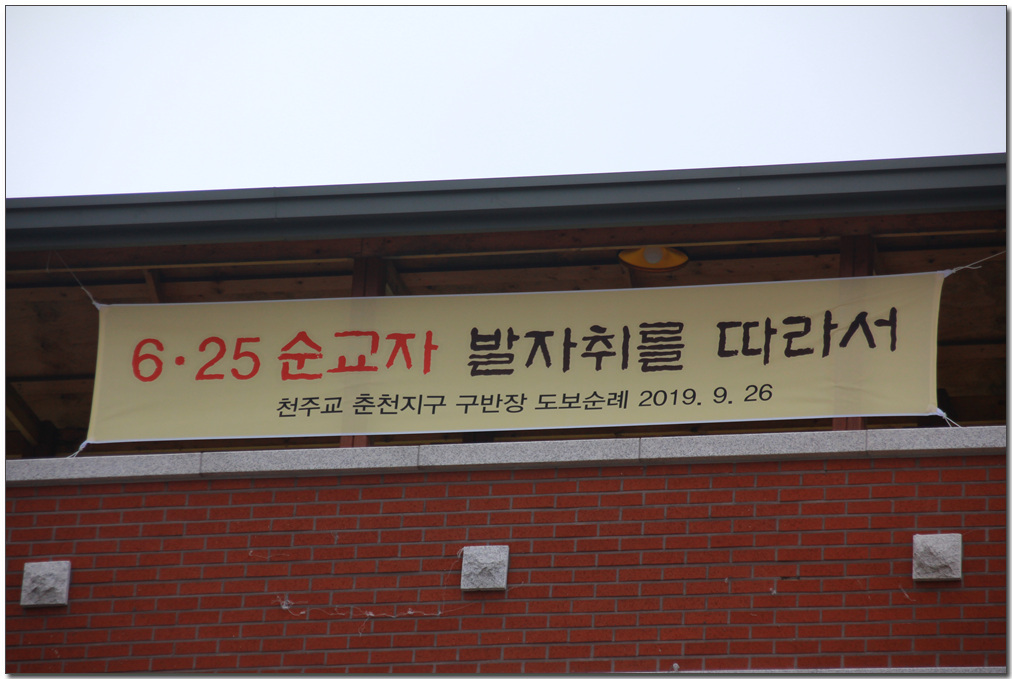 6·25 순교자 발자취를 따라서
천주교 춘천지구 구반장 도보순례 2019. 9. 26